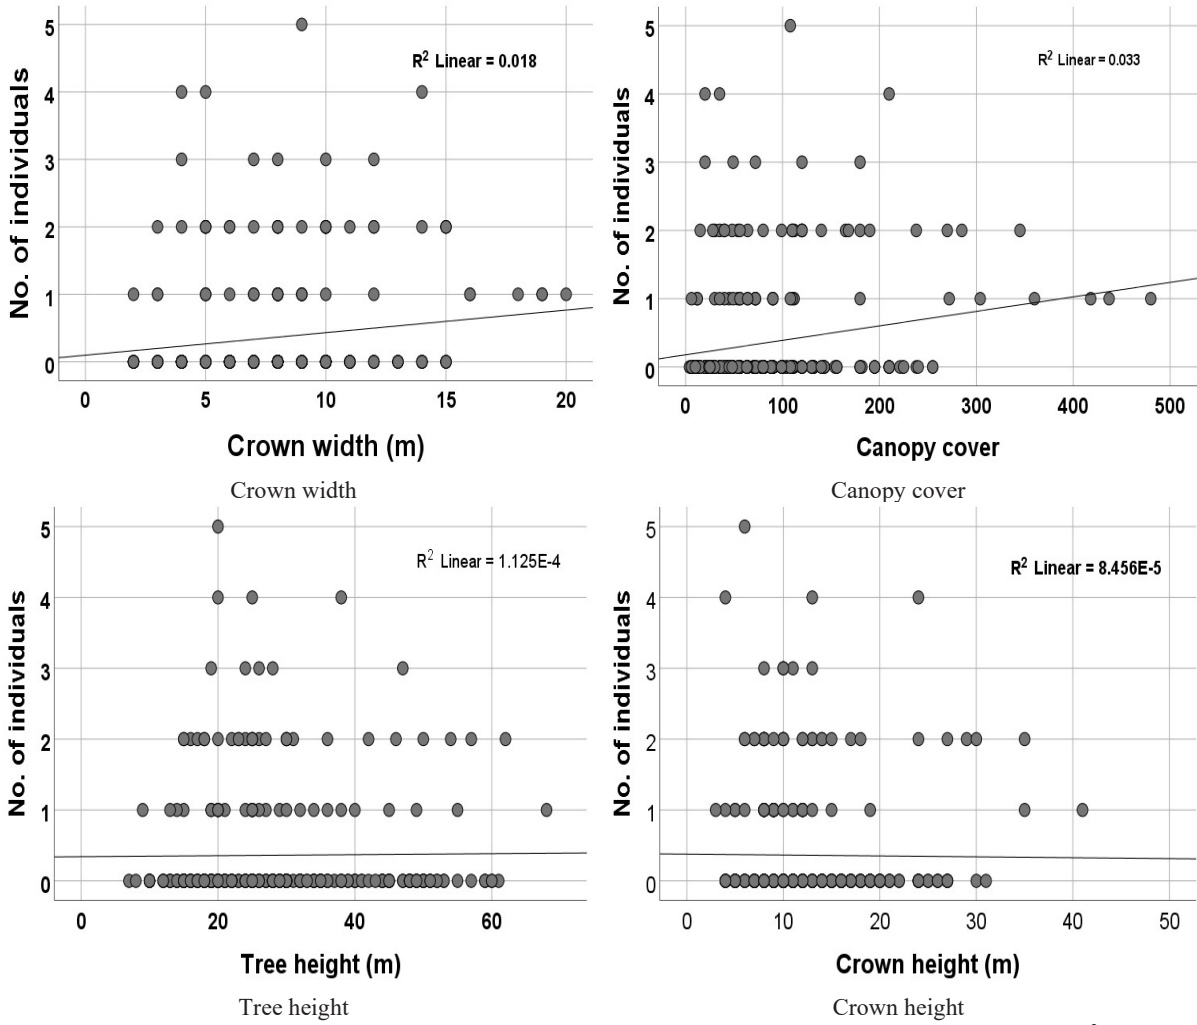 No. of individuals
5
4
3
2
1
0
R² Linear = 0.018
0 5 10 15 20
Crown width (m)
Crown width
No. of individuals
5
4
3
2
1
0
R² Linear = 0.033
0 100 200 300 400 500
Canopy cover
Canopy cover
No. of individuals
5
4
3
2
1
0
R² Linear = 1.125E-4
0 20 40 60
Tree height (m)
Tree height
No. of individuals
5
4
3
2
1
0
R² Linear = 8.456E-5
0 10 20 30 40 50
Crown height (m)
Crown height